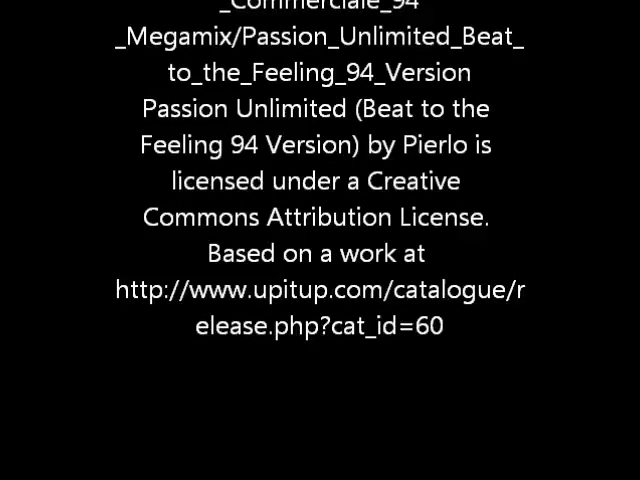 _Commerciale_94
_Megamix/Passion_Unlimited_Beat_
to_the_Feeling_94_Version
Passion Unlimited (Beat to the
Feeling 94 Version) by Pierlo is
licensed under a Creative
Commons Attribution License.
Based on a work at
http://www.upitup.com/catalogue/r
elease.php?cat_id=60